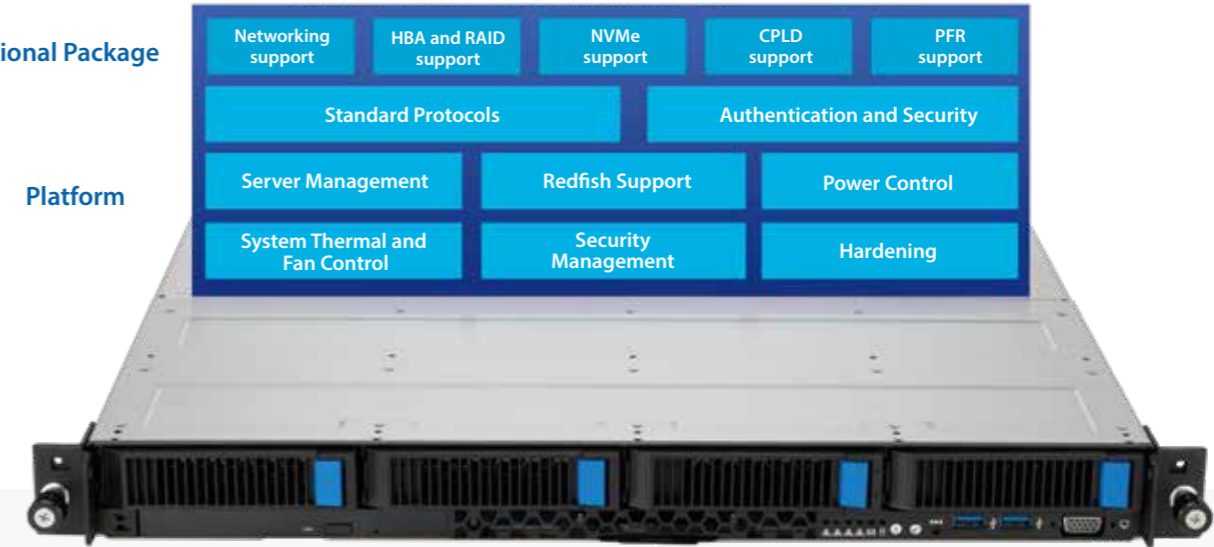 ional Package
Networking
support
HBA and RAID
support
NVMe
support
CPLD
support
PFR
support
Standard Protocols
Authentication and Security
Platform
Server Management
Redfish Support
Power Control
System Thermal and
Fan Control
Security
Management
Hardening